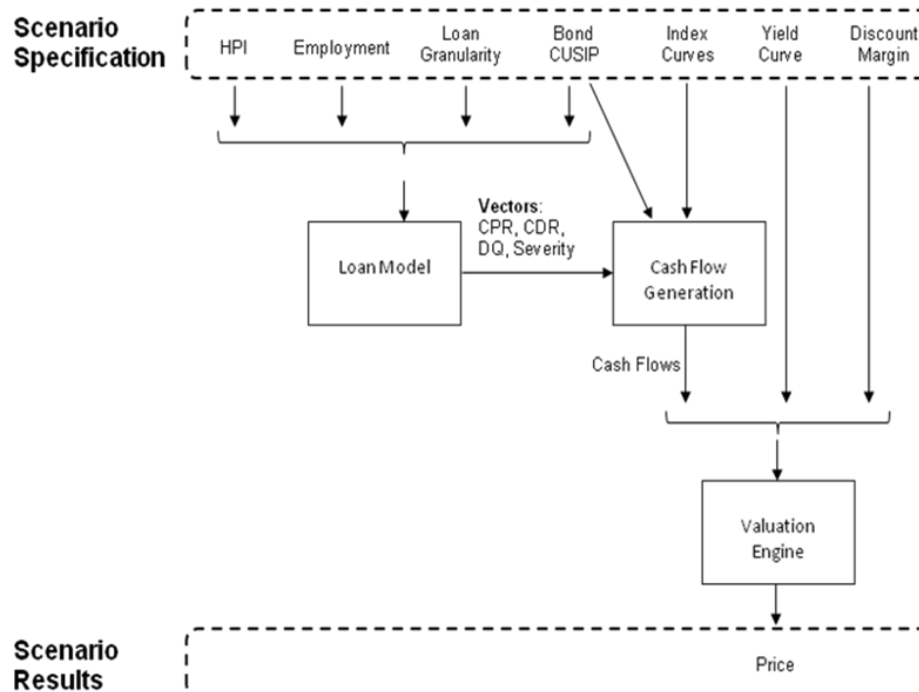 Scenario
Specification
HPI
Employment
Loan
Granularity
Bond
CUSIP
Index
Curves
Yield
Curve
Discount
Margin
Vectors:
CPR, CDR,
DQ, Severity
Loan Model
Cash Flow
Generation
Cash Flows
Valuation
Engine
Scenario
Results
Price